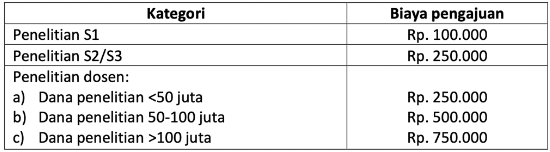 Kategori Biaya pengajuan
Penelitian S1 Rp. 100.000
Penelitian S2/S3 Rp. 250.000
Penelitian dosen:
a) Dana penelitian <50 juta Rp. 250.000
b) Dana penelitian 50-100 juta Rp. 500.000
c) Dana penelitian >100 juta Rp. 750.000